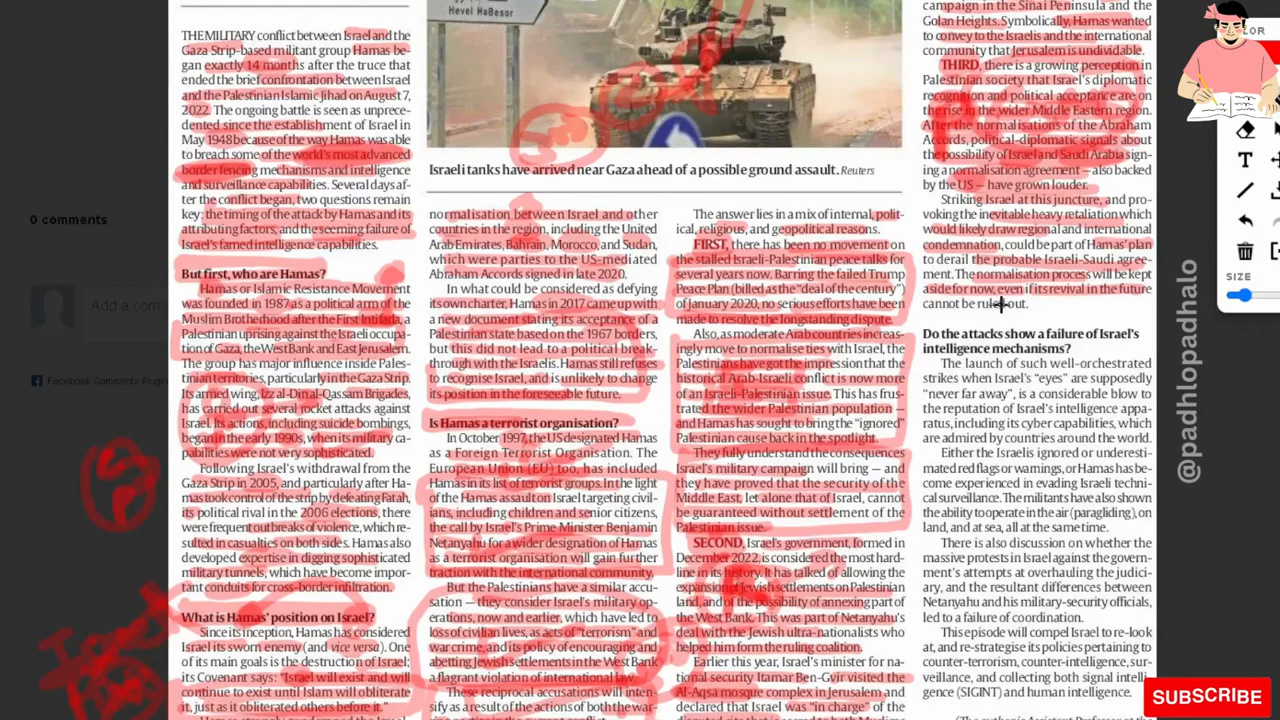 Hevel HaBesor
THE MILITARY conflict between Israel and the
Gaza Strip-based militant group Hamas be-
gan exactly 14 months after the truce that
ended the brief confrontation between Israel
and the Palestinian Islamic Jihad on August 7,
2022. The ongoing battle is seen as unprece-
dented since the establishment of Israel in
May 1948 because of the way Hamas was able
to breach some of the world's most advanced
border fencing mechanisms and intelligence
and surveillance capabilities. Several days af-
ter the conflict began, two questions remain
key: the timing of the attack by Hamas and its
attributing factors, and the seeming failure of
Israel's famed intelligence capabilities.
But first, who are Hamas?
Hamas or Islamic Resistance Movement
was founded in 1987 as a political arm of the
Muslim Brotherhood after the First Intifada, a
Palestinian uprising against the Israeli occupa-
tion of Gaza, the West Bank and East Jerusalem.
The group has major influence inside Pales-
tinian territories, particularly in the Gaza Strip.
Its armed wing, Izz al-Din al-Qassam Brigades,
has carried out several rocket attacks against
Israel. Its actions, including suicide bombings,
began in the early 1990s, when its military ca-
pabilities were not very sophisticated.
Following Israel's withdrawal from the
Gaza Strip in 2005, and particularly after Ha-
mas took control of the strip by defeating Fatah,
its political rival in the 2006 elections, there
were frequent outbreaks of violence, which re-
sulted in casualties on both sides. Hamas also
developed expertise in digging sophisticated
military tunnels, which have become impor-
tant conduits for cross-border infiltration.
What is Hamas' position on Israel?
Since its inception, Hamas has considered
Israel its sworn enemy (and vice versa). One
of its main goals is the destruction of Israel;
its Covenant says: "Israel will exist and will
continue to exist until Islam will obliterate
it, just as it obliterated others before it."
Israeli tanks have arrived near Gaza ahead of a possible ground assault. Reuters
normalisation between Israel and other
countries in the region, including the United
Arab Emirates, Bahrain, Morocco, and Sudan,
which were parties to the US-mediated
Abraham Accords signed in late 2020.
In what could be considered as defying
its own charter, Hamas in 2017 came up with
a new document stating its acceptance of a
Palestinian state based on the 1967 borders,
but this did not lead to a political break-
through with the Israelis. Hamas still refuses
to recognise Israel, and is unlikely to change
its position in the foreseeable future.
Is Hamas a terrorist organisation?
In October 1997, the US designated Hamas
as a Foreign Terrorist Organisation. The
European Union (EU) too, has included
Hamas in its list of terrorist groups. In the light
of the Hamas assault on Israel targeting civil-
ians, including children and senior citizens,
the call by Israel's Prime Minister Benjamin
Netanyahu for a wider designation of Hamas
as a terrorist organisation will gain further
traction with the international community.
But the Palestinians have a similar accu-
sation — they consider Israel's military op-
erations, now and earlier, which have led to
loss of civilian lives, as acts of "terrorism" and
war crime, and its policy of encouraging and
abetting Jewish settlements in the West Bank
a flagrant violation of international law.
These reciprocal accusations will inten-
sify as a result of the actions of both the war-
The answer lies in a mix of internal, polit-
ical, religious, and geopolitical reasons.
FIRST, there has been no movement on
the stalled Israeli-Palestinian peace talks for
several years now. Barring the failed Trump
Peace Plan (billed as the "deal of the century")
of January 2020, no serious efforts have been
made to resolve the longstanding dispute.
Also, as moderate Arab countries increas-
ingly move to normalise ties with Israel, the
Palestinians have got the impression that the
historical Arab-Israeli conflict is now more
of an Israeli-Palestinian issue. This has frus-
trated the wider Palestinian population —
and Hamas has sought to bring the "ignored"
Palestinian cause back in the spotlight.
They fully understand the consequences
Israel's military campaign will bring — and
they have proved that the security of the
Middle East, let alone that of Israel, cannot
be guaranteed without settlement of the
Palestinian issue.
SECOND, Israel's government, formed in
December 2022, is considered the most hard-
line in its history. It has talked of allowing the
expansion of Jewish settlements on Palestinian
land, and of the possibility of annexing part of
the West Bank. This was part of Netanyahu's
deal with the Jewish ultra-nationalists who
helped him form the ruling coalition.
Earlier this year, Israel's minister for na-
tional security Itamar Ben-Gvir visited the
Al-Aqsa mosque complex in Jerusalem and
declared that Israel was "in charge" of the
campaign in the Sinai Peninsula and the
Golan Heights. Symbolically, Hamas wanted
to convey to the Israelis and the international
community that Jerusalem is undividable.
THIRD, there is a growing perception in
Palestinian society that Israel's diplomatic
recognition and political acceptance are on
the rise in the wider Middle Eastern region.
After the normalisations of the Abraham
Accords, political-diplomatic signals about
the possibility of Israel and Saudi Arabia sign-
ing a normalisation agreement — also backed
by the US — have grown louder.
Striking Israel at this juncture, and pro-
voking the inevitable heavy retaliation which
would likely draw regional and international
condemnation, could be part of Hamas' plan
to derail the probable Israeli-Saudi agree-
ment. The normalisation process will be kept
aside for now, even if its revival in the future
cannot be ruled out.
Do the attacks show a failure of Israel's
intelligence mechanisms?
The launch of such well-orchestrated
strikes when Israel's "eyes" are supposedly
"never far away", is a considerable blow to
the reputation of Israel's intelligence appa-
ratus, including its cyber capabilities, which
are admired by countries around the world.
Either the Israelis ignored or underesti-
mated red flags or warnings, or Hamas has be-
come experienced in evading Israeli techni-
cal surveillance. The militants have also shown
the ability to operate in the air (paragliding), on
land, and at sea, all at the same time.
There is also discussion on whether the
massive protests in Israel against the govern-
ment's attempts at overhauling the judici-
ary, and the resultant differences between
Netanyahu and his military-security officials,
led to a failure of coordination.
This episode will compel Israel to re-look
at, and re-strategise its policies pertaining to
counter-terrorism, counter-intelligence, sur-
veillance, and collecting both signal intelli-
gence (SIGINT) and human intelligence.
0 comments
Add a com
Facebook Comments Plugin
@padhlopadhalo
OR
T
SIZE
SUBSCRIBE